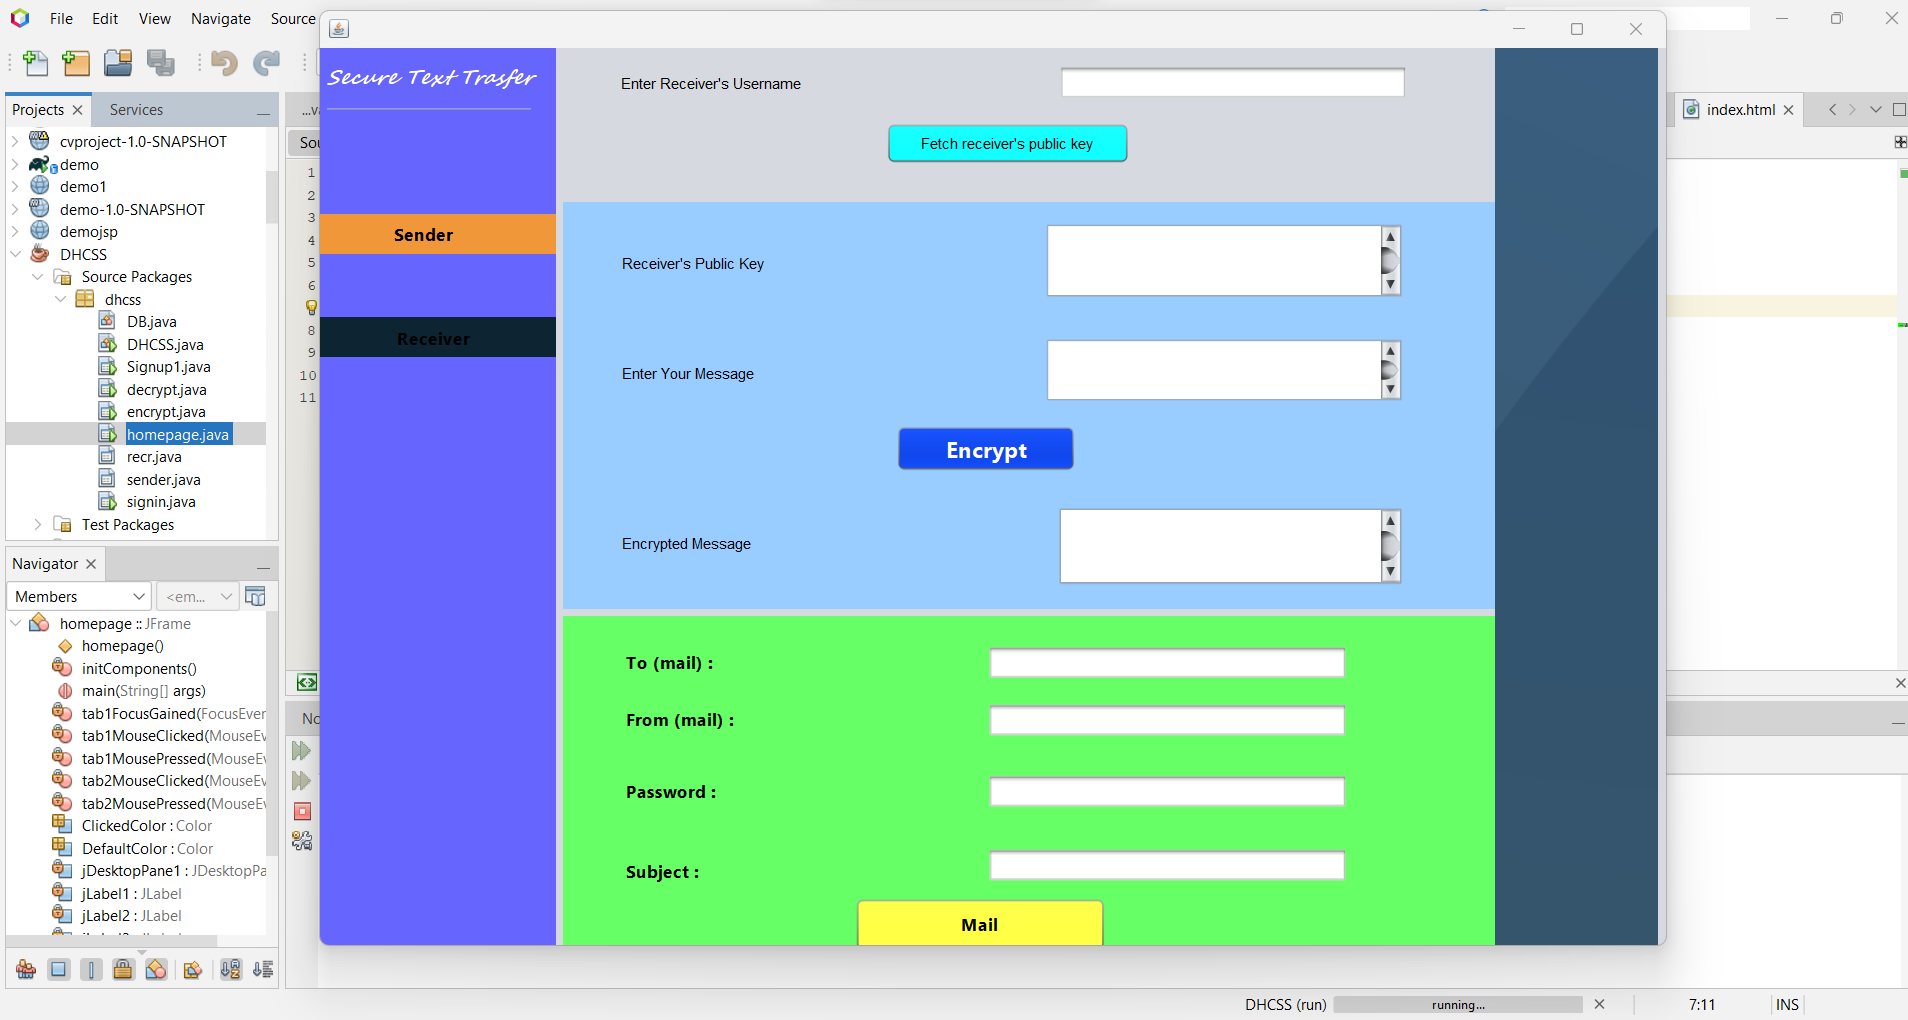 File Edit View Navigate Source
Projects Services
index.html
cvproject-1.0-SNAPSHOT
demo
demo1
demo-1.0-SNAPSHOT
demojsp
DHCSS
Source Packages
dhcss
DB.java
DHCSS.java
Signup1.java
decrypt.java
encrypt.java
homepage.java
recr.java
sender.java
signin.java
Test Packages
Navigator
Members <em...
homepage :: JFrame
homepage()
initComponents()
main(String[] args)
tab1FocusGained(FocusEver
tab1MouseClicked(MouseEv
tab1MousePressed(MouseEv
tab2MouseClicked(MouseEv
tab2MousePressed(MouseEv
ClickedColor : Color
DefaultColor : Color
jDesktopPane1 : JDesktopPa
jLabel1 : JLabel
jLabel2 : JLabel
1
2
3
4
5
6
8
9
10
11
Secure Text Trasfer
Sender
Receiver
Enter Receiver's Username
Fetch receiver's public key
Receiver's Public Key
Enter Your Message
Encrypt
Encrypted Message
To (mail) :
From (mail) :
Password :
Subject :
Mail
DHCSS (run) running... 7:11 INS